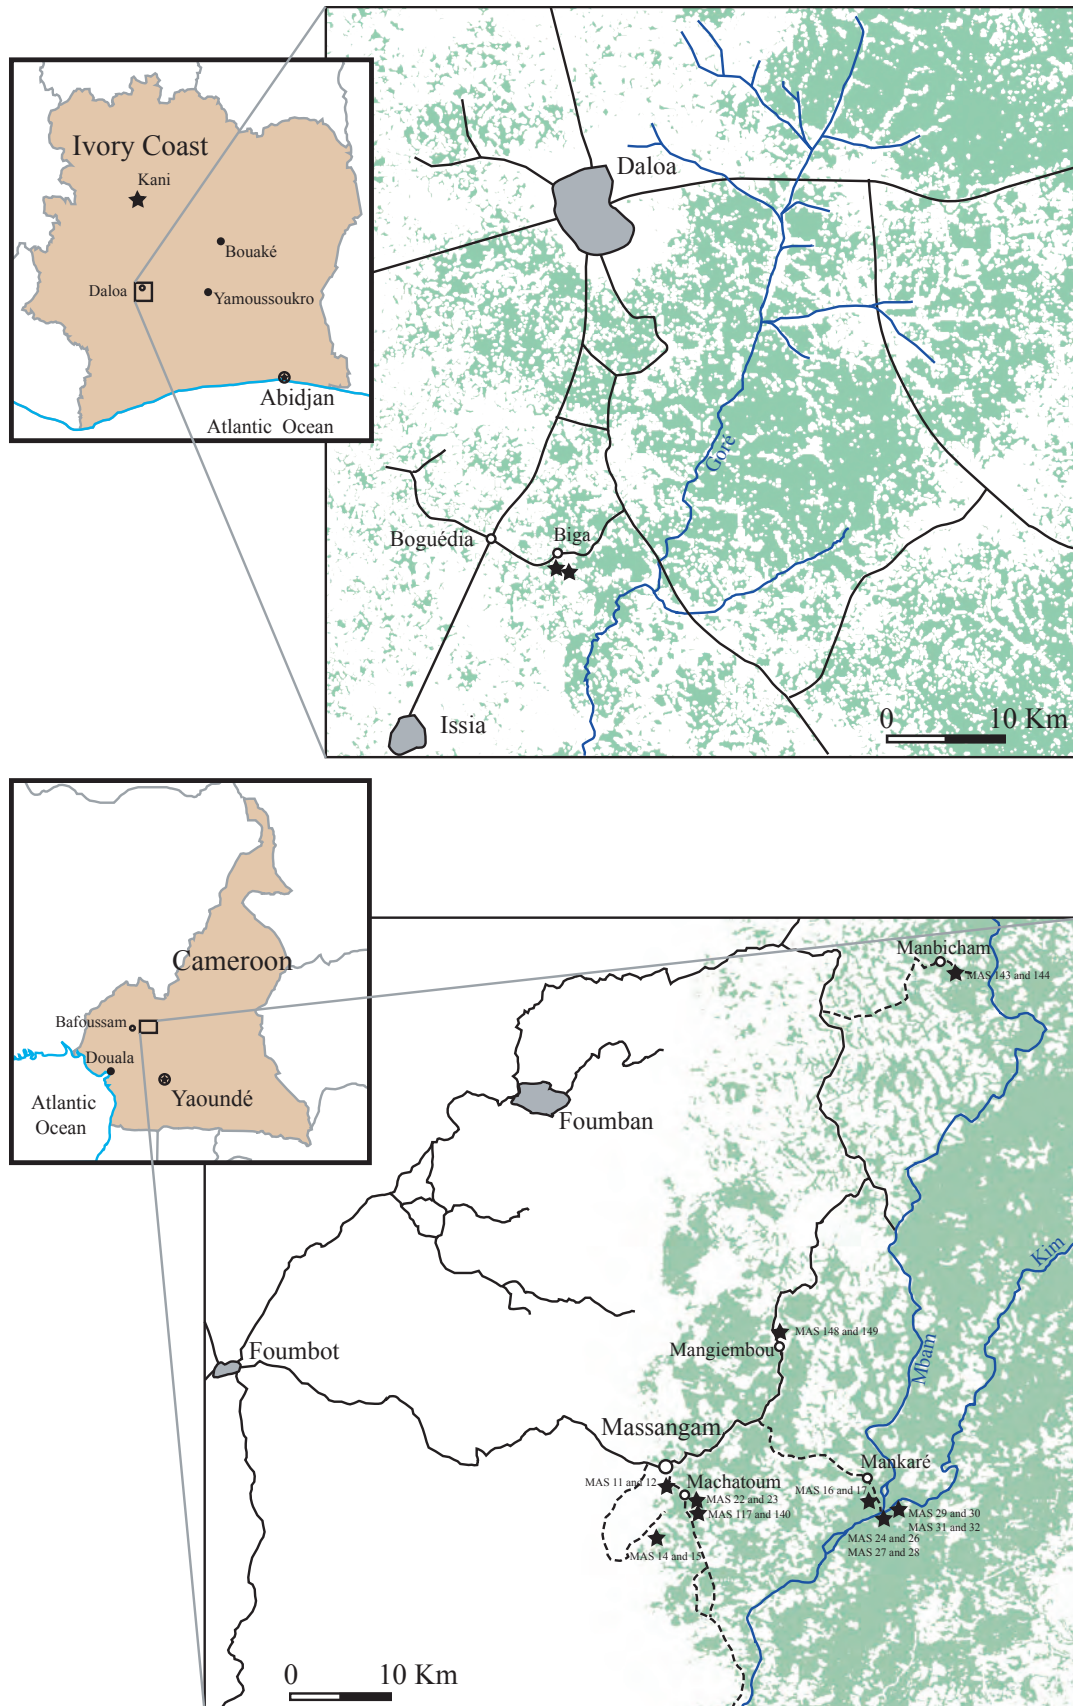 Ivory Coast
Kani
Bouaké
Daloa
Yamoussoukro
Abidjan
Atlantic Ocean
Daloa
Goré
Boguédia
Biga
Issia
0 10 Km
Cameroon
Bafoussam
Douala
Yaoundé
Atlantic
Ocean
Manbicham
MAS 143 and 144
Foumban
Kim
Mbam
MAS 148 and 149
Mangiembou
Foumbot
Massangam
Mankaré
MAS 11 and 12
Machatoum
MAS 22 and 23
MAS 16 and 17
MAS 117 and 140
MAS 29 and 30
MAS 31 and 32
MAS 24 and 26
MAS 27 and 28
MAS 14 and 15
0 10 Km